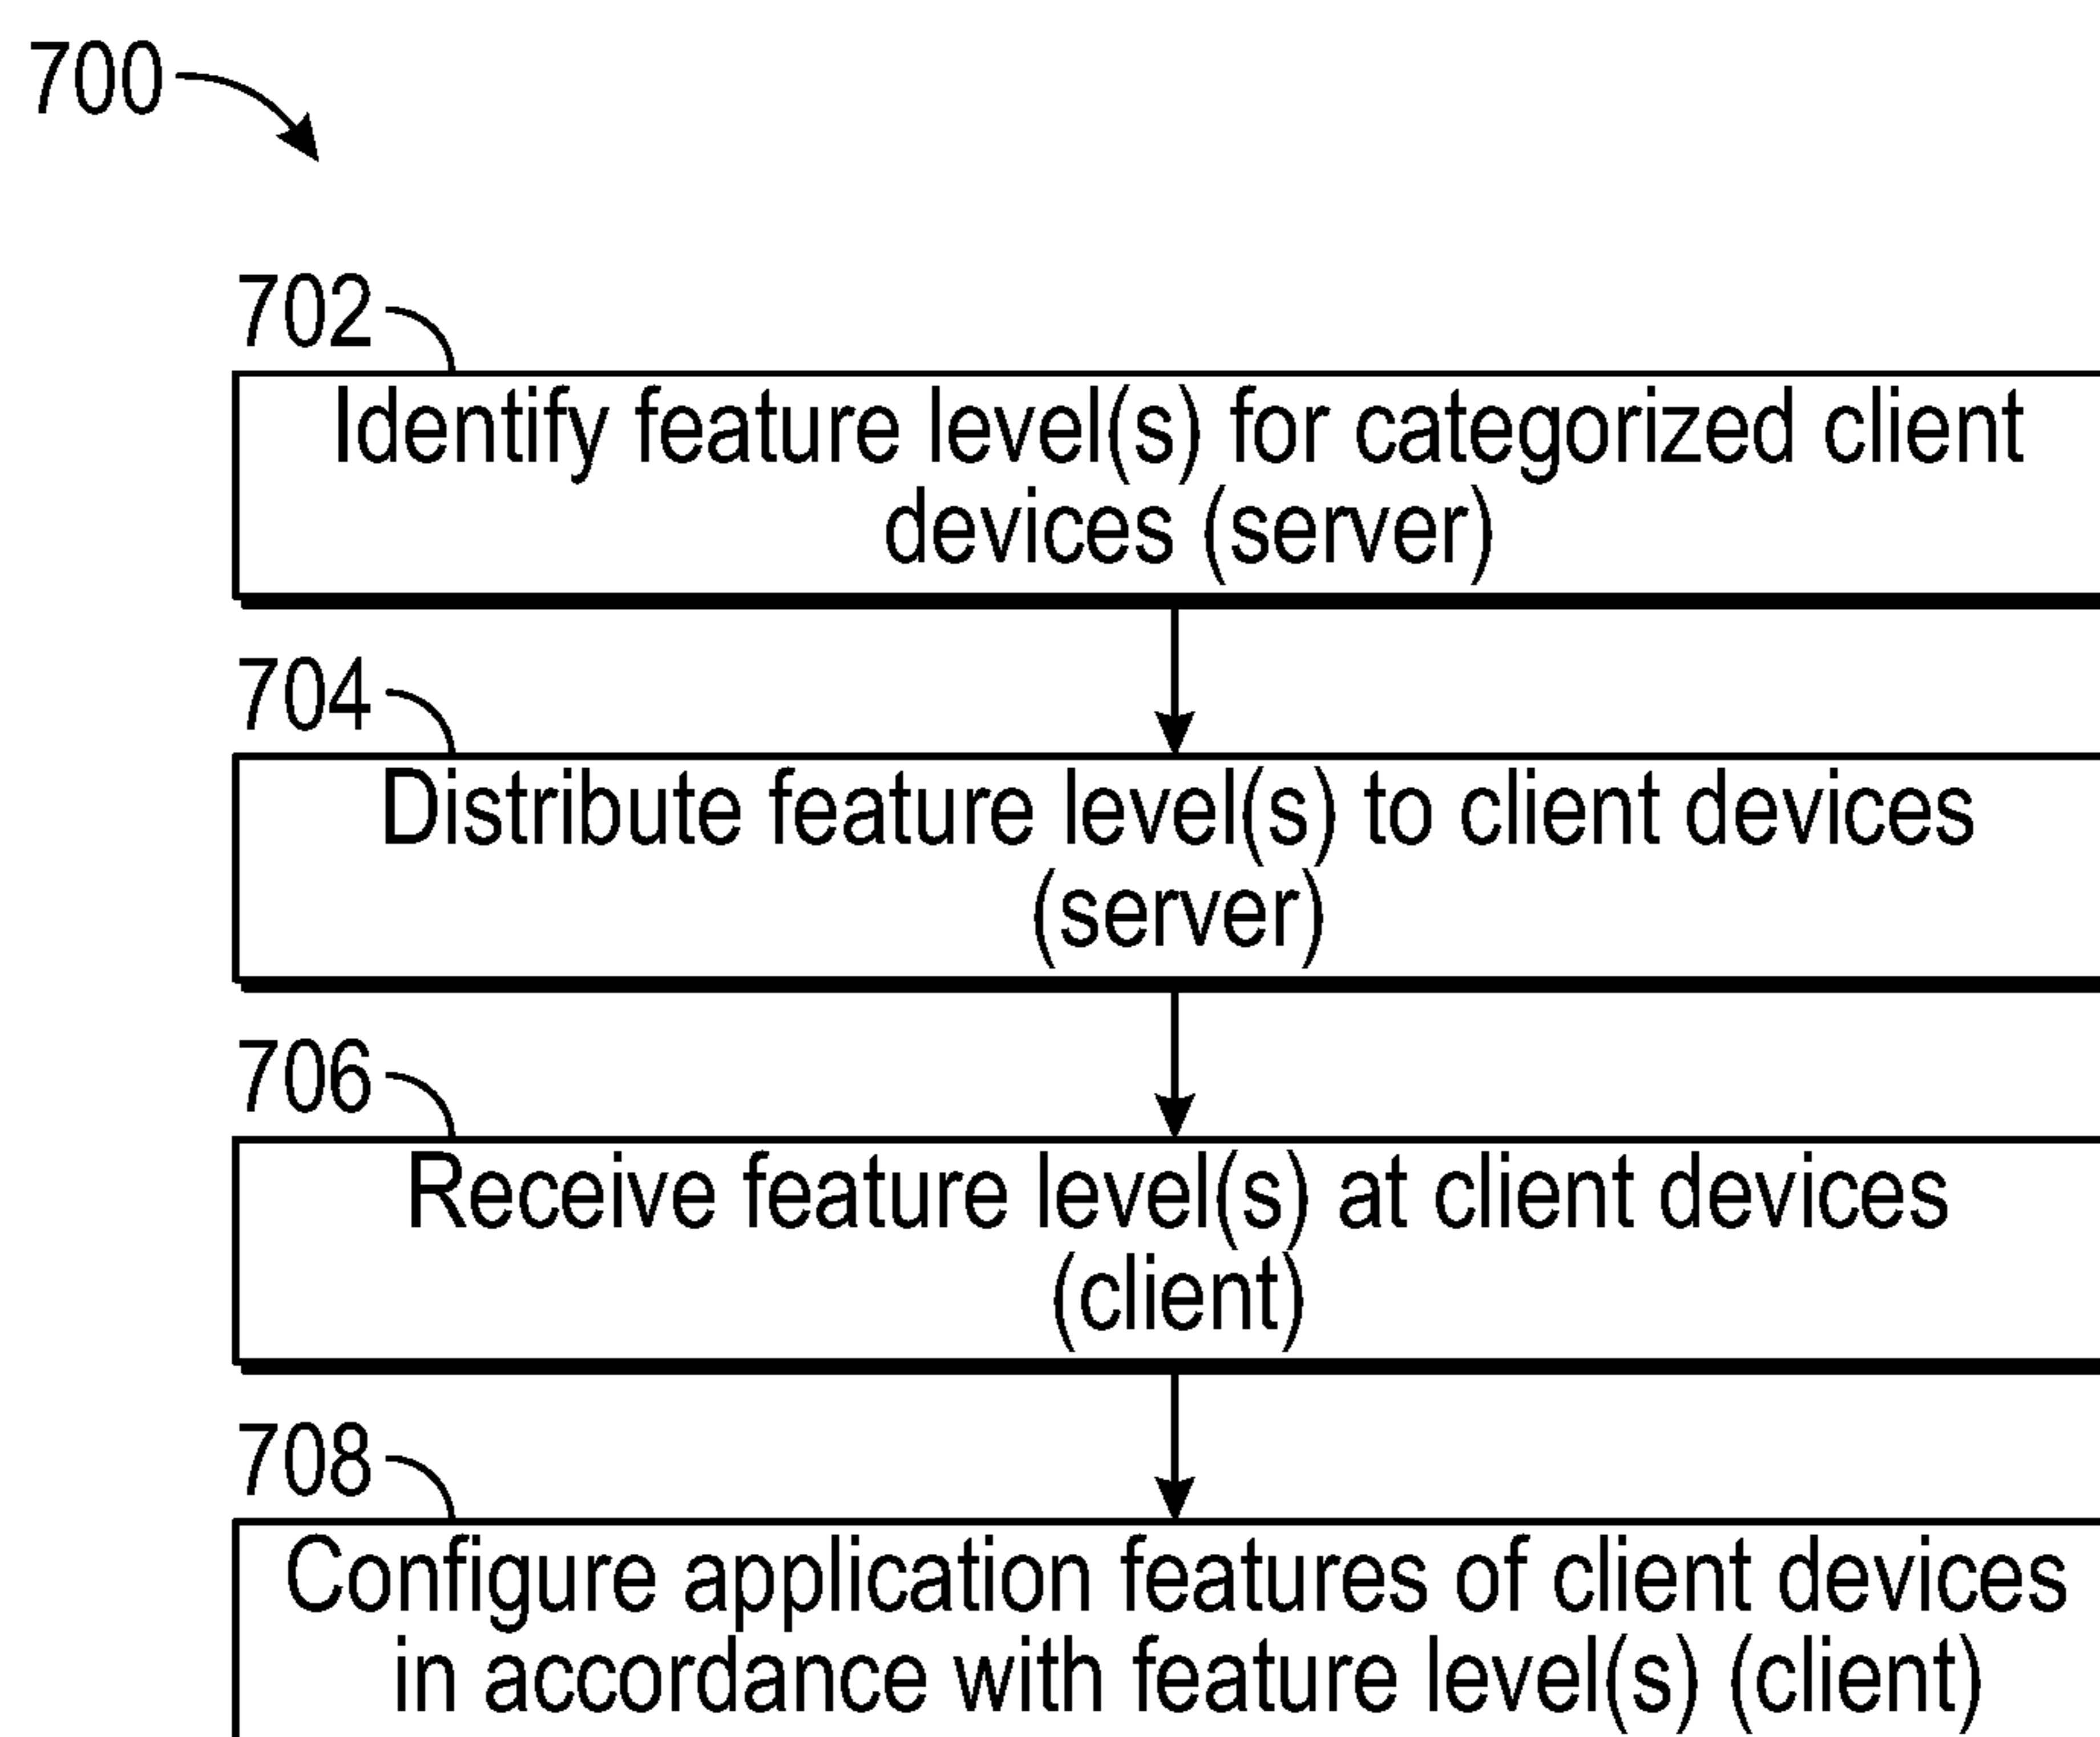 700
702
Identify feature level(s) for categorized client
devices (server)
704
Distribute feature level(s) to client devices
(server)
706
Receive feature level(s) at client devices
(client)
708
Configure application features of client devices
in accordance with feature level(s) (client)